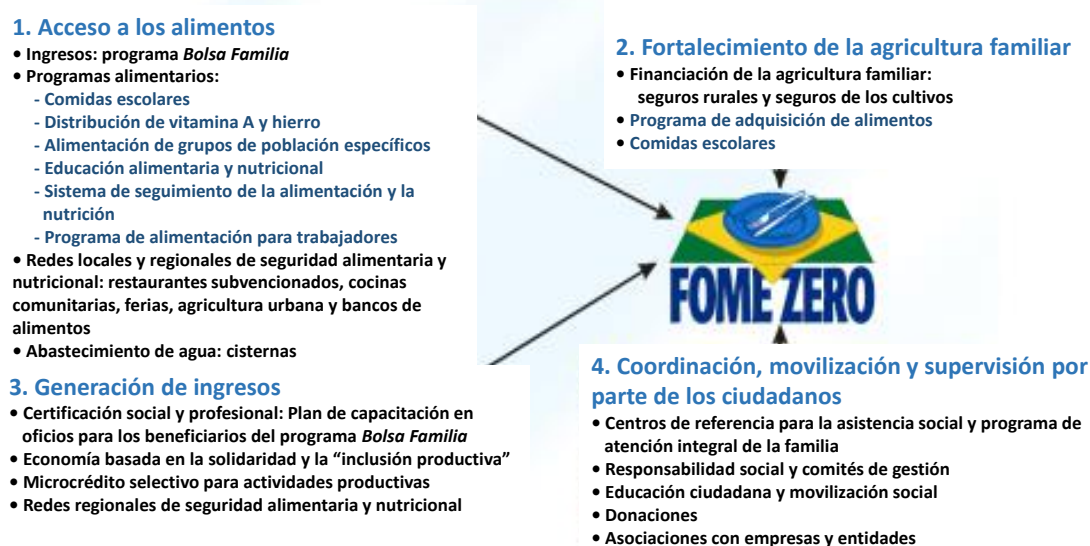 1. Acceso a los alimentos
• Ingresos: programa Bolsa Familia
• Programas alimentarios:
- Comidas escolares
- Distribución de vitamina A y hierro
- Alimentación de grupos de población específicos
- Educación alimentaria y nutricional
- Sistema de seguimiento de la alimentación y la
nutrición
- Programa de alimentación para trabajadores
• Redes locales y regionales de seguridad alimentaria y
nutricional: restaurantes subvencionados, cocinas
comunitarias, ferias, agricultura urbana y bancos de
alimentos
• Abastecimiento de agua: cisternas
2. Fortalecimiento de la agricultura familiar
• Financiación de la agricultura familiar:
seguros rurales y seguros de los cultivos
• Programa de adquisición de alimentos
• Comidas escolares
FOME ZERO
3. Generación de ingresos
• Certificación social y profesional: Plan de capacitación en
oficios para los beneficiarios del programa Bolsa Familia
• Economía basada en la solidaridad y la “inclusión productiva”
• Microcrédito selectivo para actividades productivas
• Redes regionales de seguridad alimentaria y nutricional
4. Coordinación, movilización y supervisión por
parte de los ciudadanos
• Centros de referencia para la asistencia social y programa de
atención integral de la familia
• Responsabilidad social y comités de gestión
• Educación ciudadana y movilización social
• Donaciones
• Asociaciones con empresas y entidades